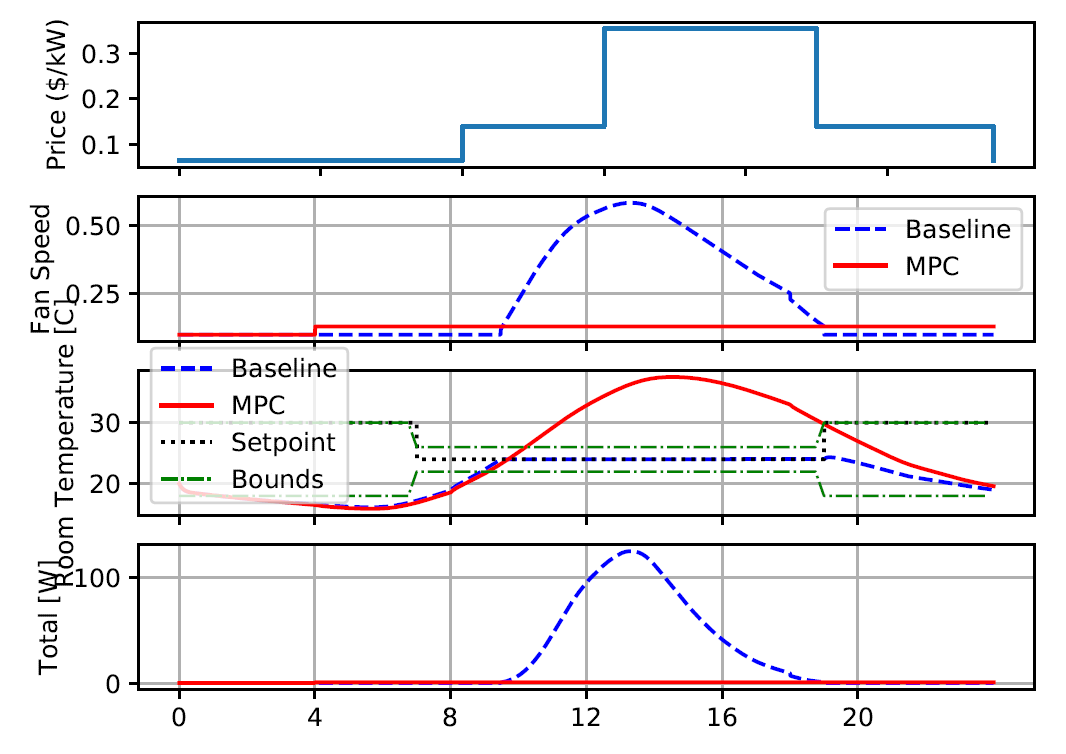 Price ($/kW)
0.3
0.2
0.1
Fan Speed
0.50
0.25
Baseline
MPC
Room Temperature [C]
30
20
Baseline
MPC
Setpoint
Bounds
Total [W]
100
0
0 4 8 12 16 20